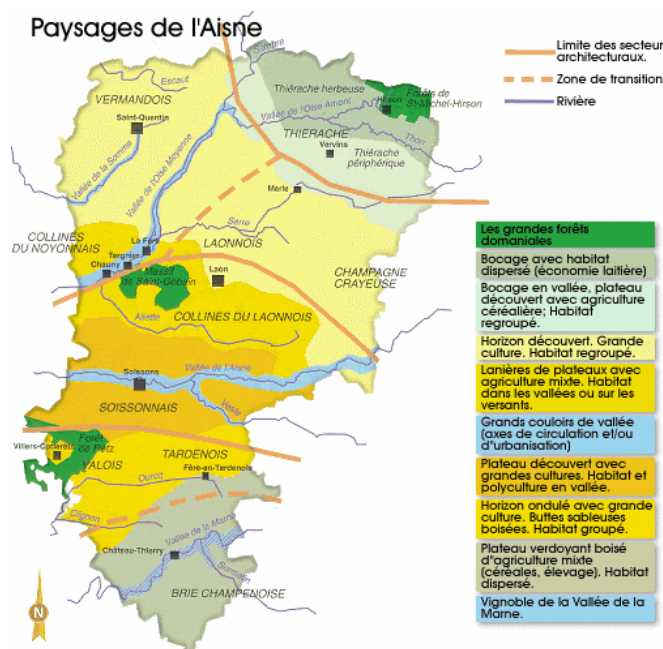 Paysages de l'Aisne
Limite des secteur
architecturaux.
Zone de transition
Rivière
Sambre
Escaut
VERMANDOIS
Saint-Quentin
Vallée de la Somme
Vallée de l'Oise Moyenne
Thiérache herbeuse
Forêts de
St-Michel-Hirson
Hirson
Vallée de l'Oise Amont
THIERACHE
Thon
Vervins
Thiérache
périphérique
Marle
Serre
COLLINES
DU NOYONNAIS
La Fère
Tergnier
Chauny
LAONNOIS
Massif
de Saint-Gobain
Laon
CHAMPAGNE
CRAYEUSE
Ailette
COLLINES DU LAONNOIS
Vallée de l'Aisne
Soissons
Vesle
SOISSONNAIS
Forêt
de Retz
Villers-Cotterêts
VALOIS
TARDENOIS
Fère-en-Tardenois
Ourcq
Clignon
Vallée de la Marne
Château-Thierry
Surmelin
BRIE CHAMPENOISE
N
Les grandes forêts
domaniales
Bocage avec habitat
dispersé (économie laitière)
Bocage en vallée, plateau
découvert avec agriculture
céréalière; Habitat
regroupé.
Horizon découvert. Grande
culture. Habitat regroupé.
Lanières de plateaux avec
agriculture mixte. Habitat
dans les vallées ou sur les
versants.
Grands couloirs de vallée
(axes de circulation et/ou
d"urbanisation)
Plateau découvert avec
grandes cultures. Habitat et
polyculture en vallée.
Horizon ondulé avec grande
culture. Buttes sableuses
boisées. Habitat groupé.
Plateau verdoyant boisé
d"agriculture mixte
(céréales, élevage). Habitat
dispersé.
Vignoble de la Vallée de la
Marne.